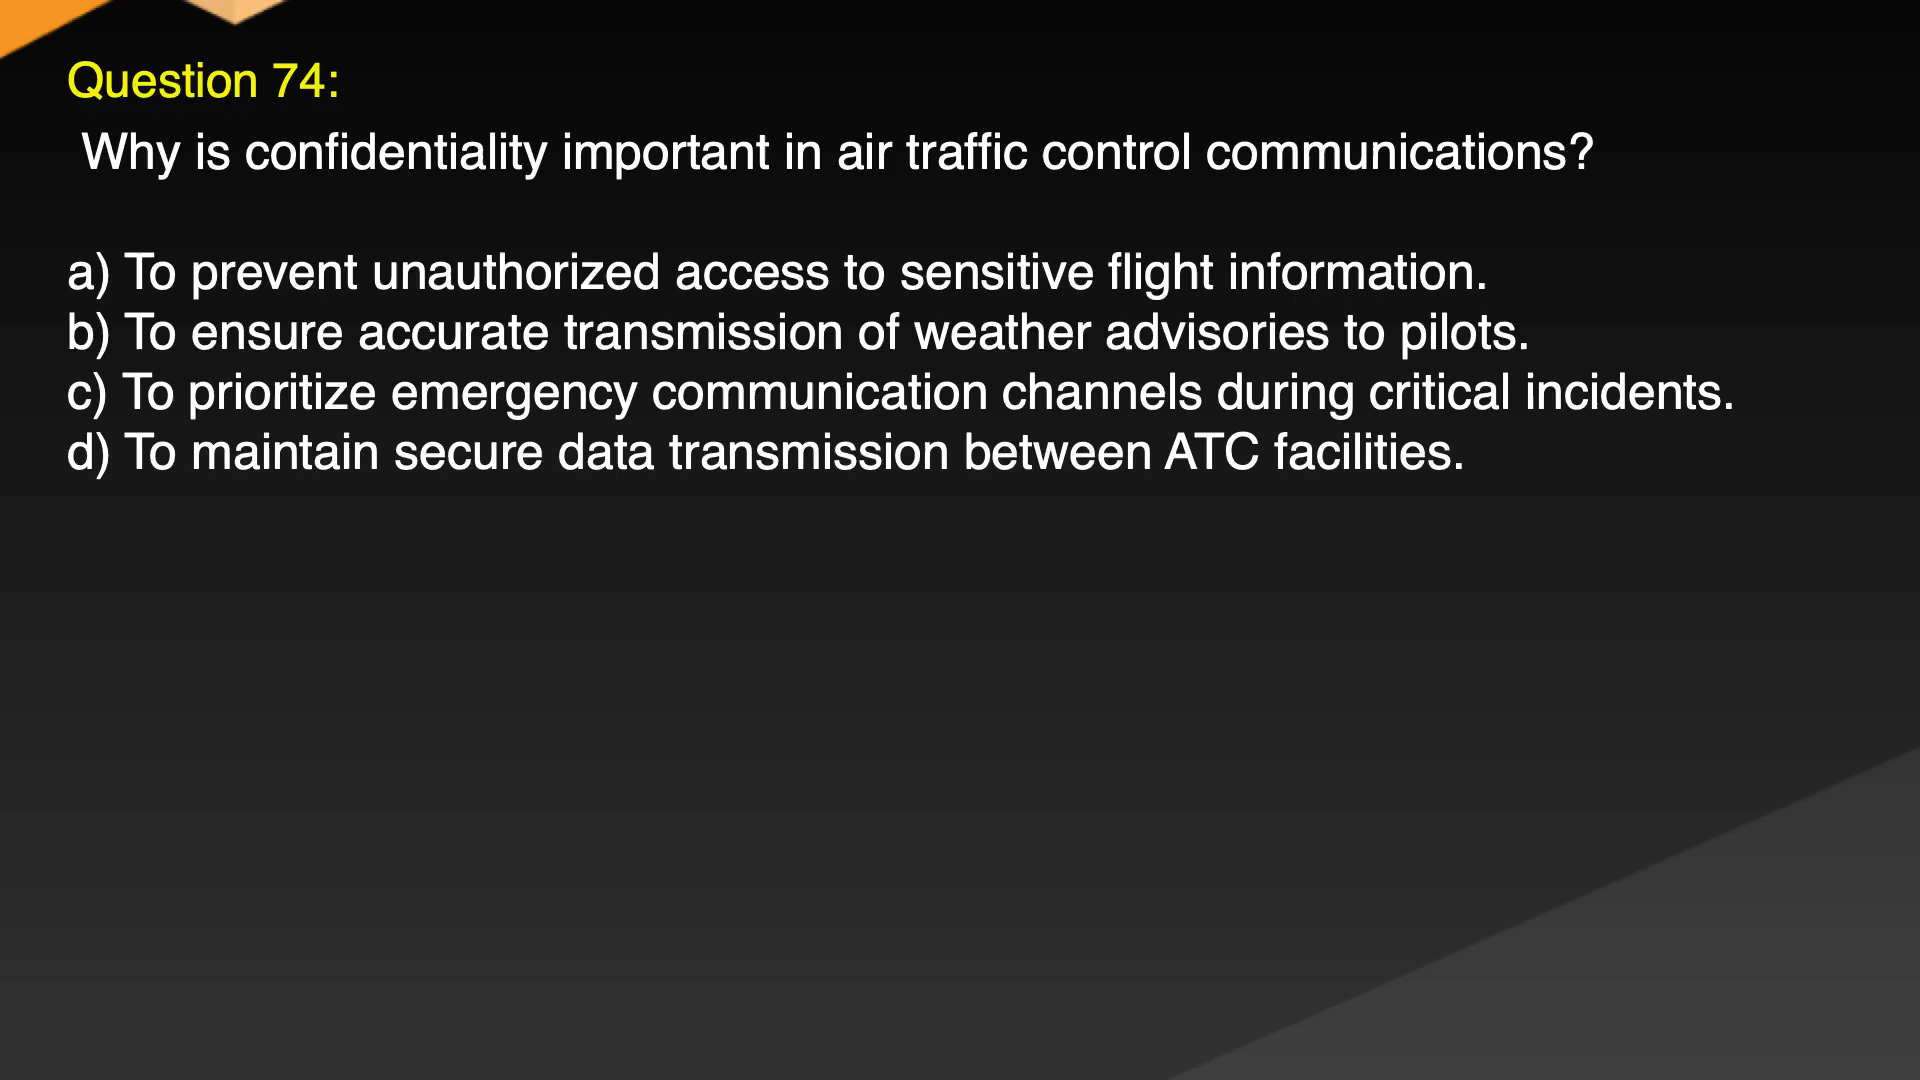 Question 74:
Why is confidentiality important in air traffic control communications?
a) To prevent unauthorized access to sensitive flight information.
b) To ensure accurate transmission of weather advisories to pilots.
c) To prioritize emergency communication channels during critical incidents.
d) To maintain secure data transmission between ATC facilities.